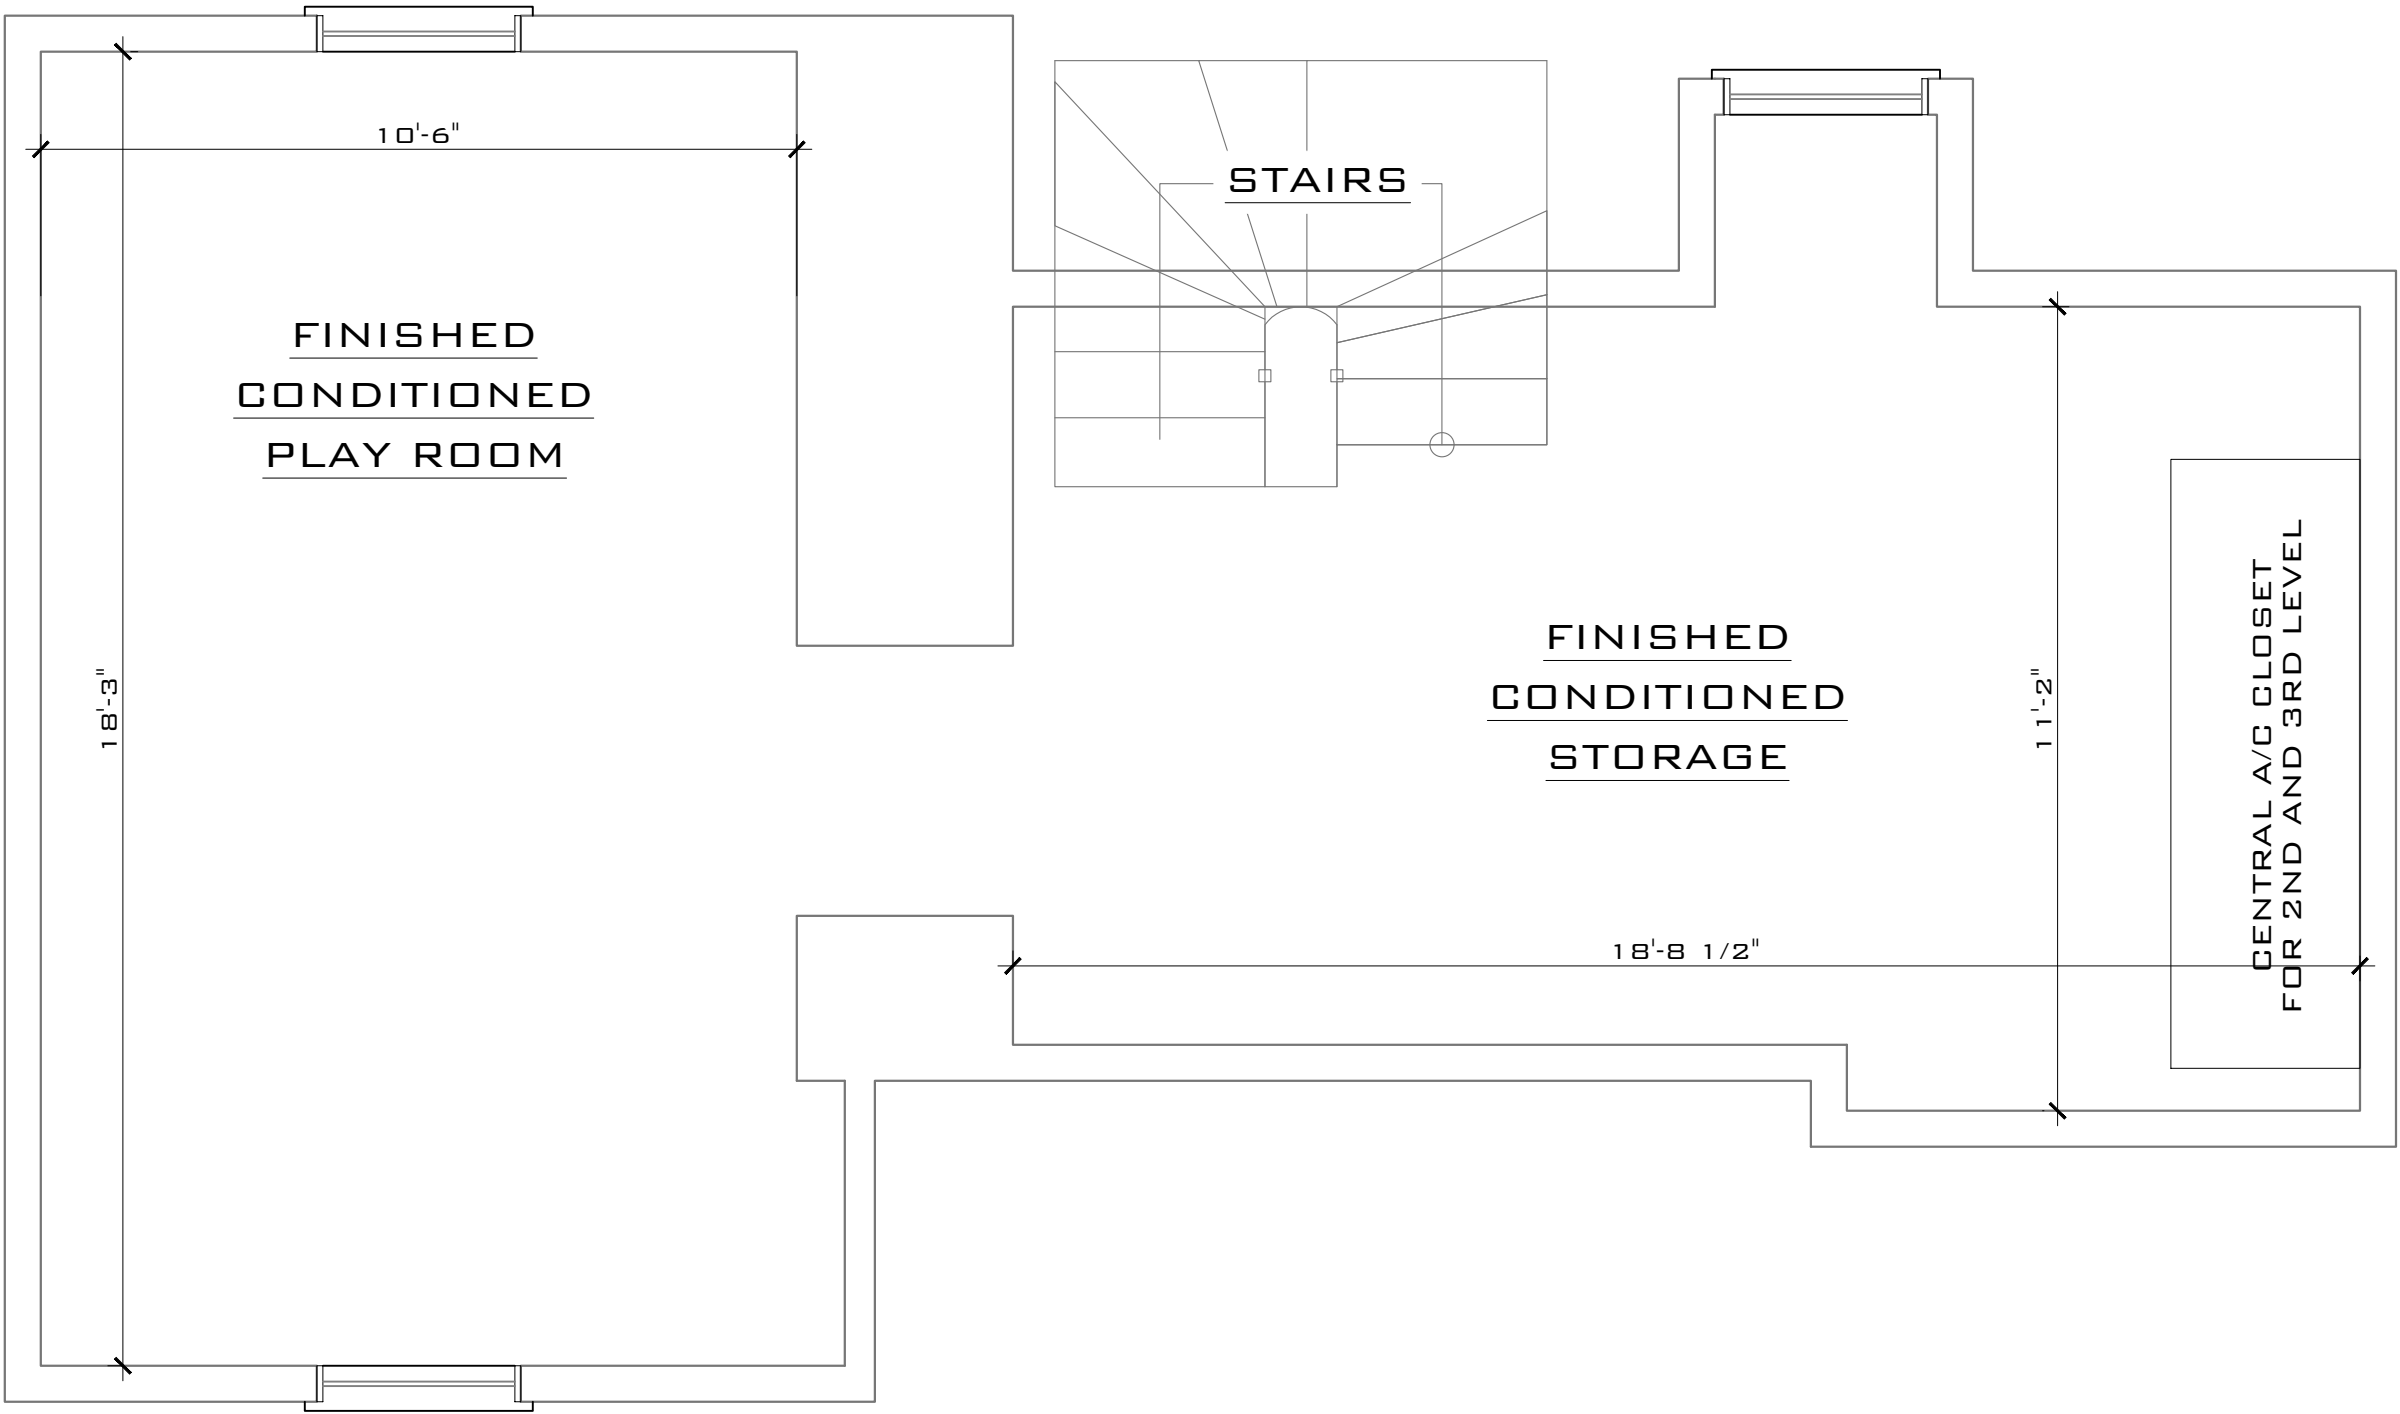 10'-6"
STAIRS
FINISHED
CONDITIONED
PLAY ROOM
18'-3"
FINISHED
CONDITIONED
STORAGE
11'-2"
CENTRAL A/C CLOSET
FOR 2ND AND 3RD LEVEL
18'-8 1/2"